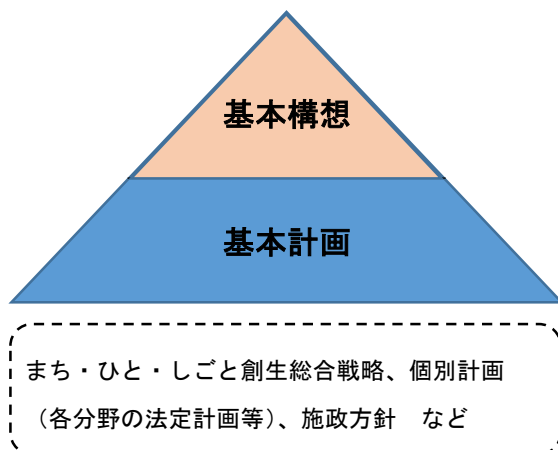 基本構想
基本計画
まち・ひと・しごと創生総合戦略、個別計画
（各分野の法定計画等）、施政方針　など